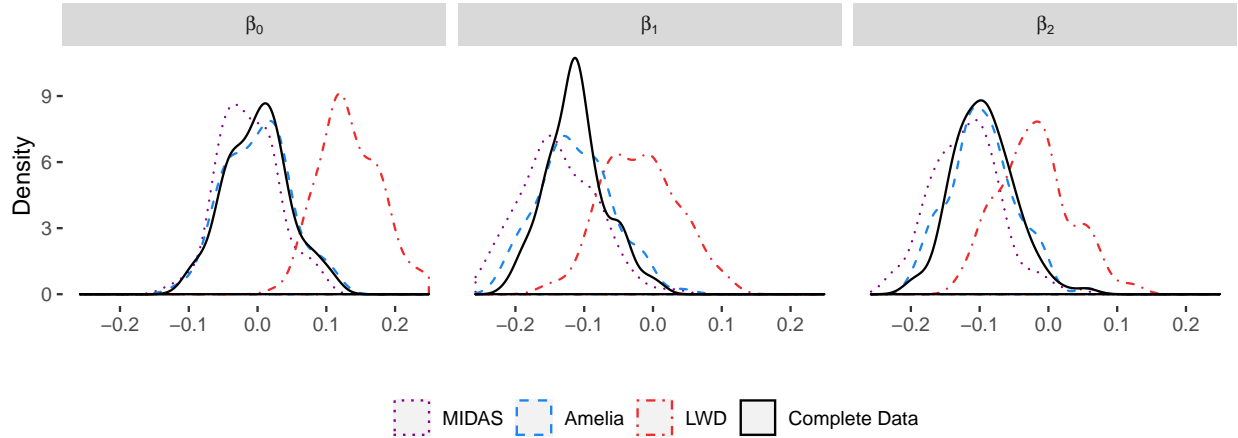 β₀ β₁ β₂
Density
9
6
3
0
−0.2 −0.1 0.0 0.1 0.2 −0.2 −0.1 0.0 0.1 0.2 −0.2 −0.1 0.0 0.1 0.2
MIDAS Amelia LWD Complete Data